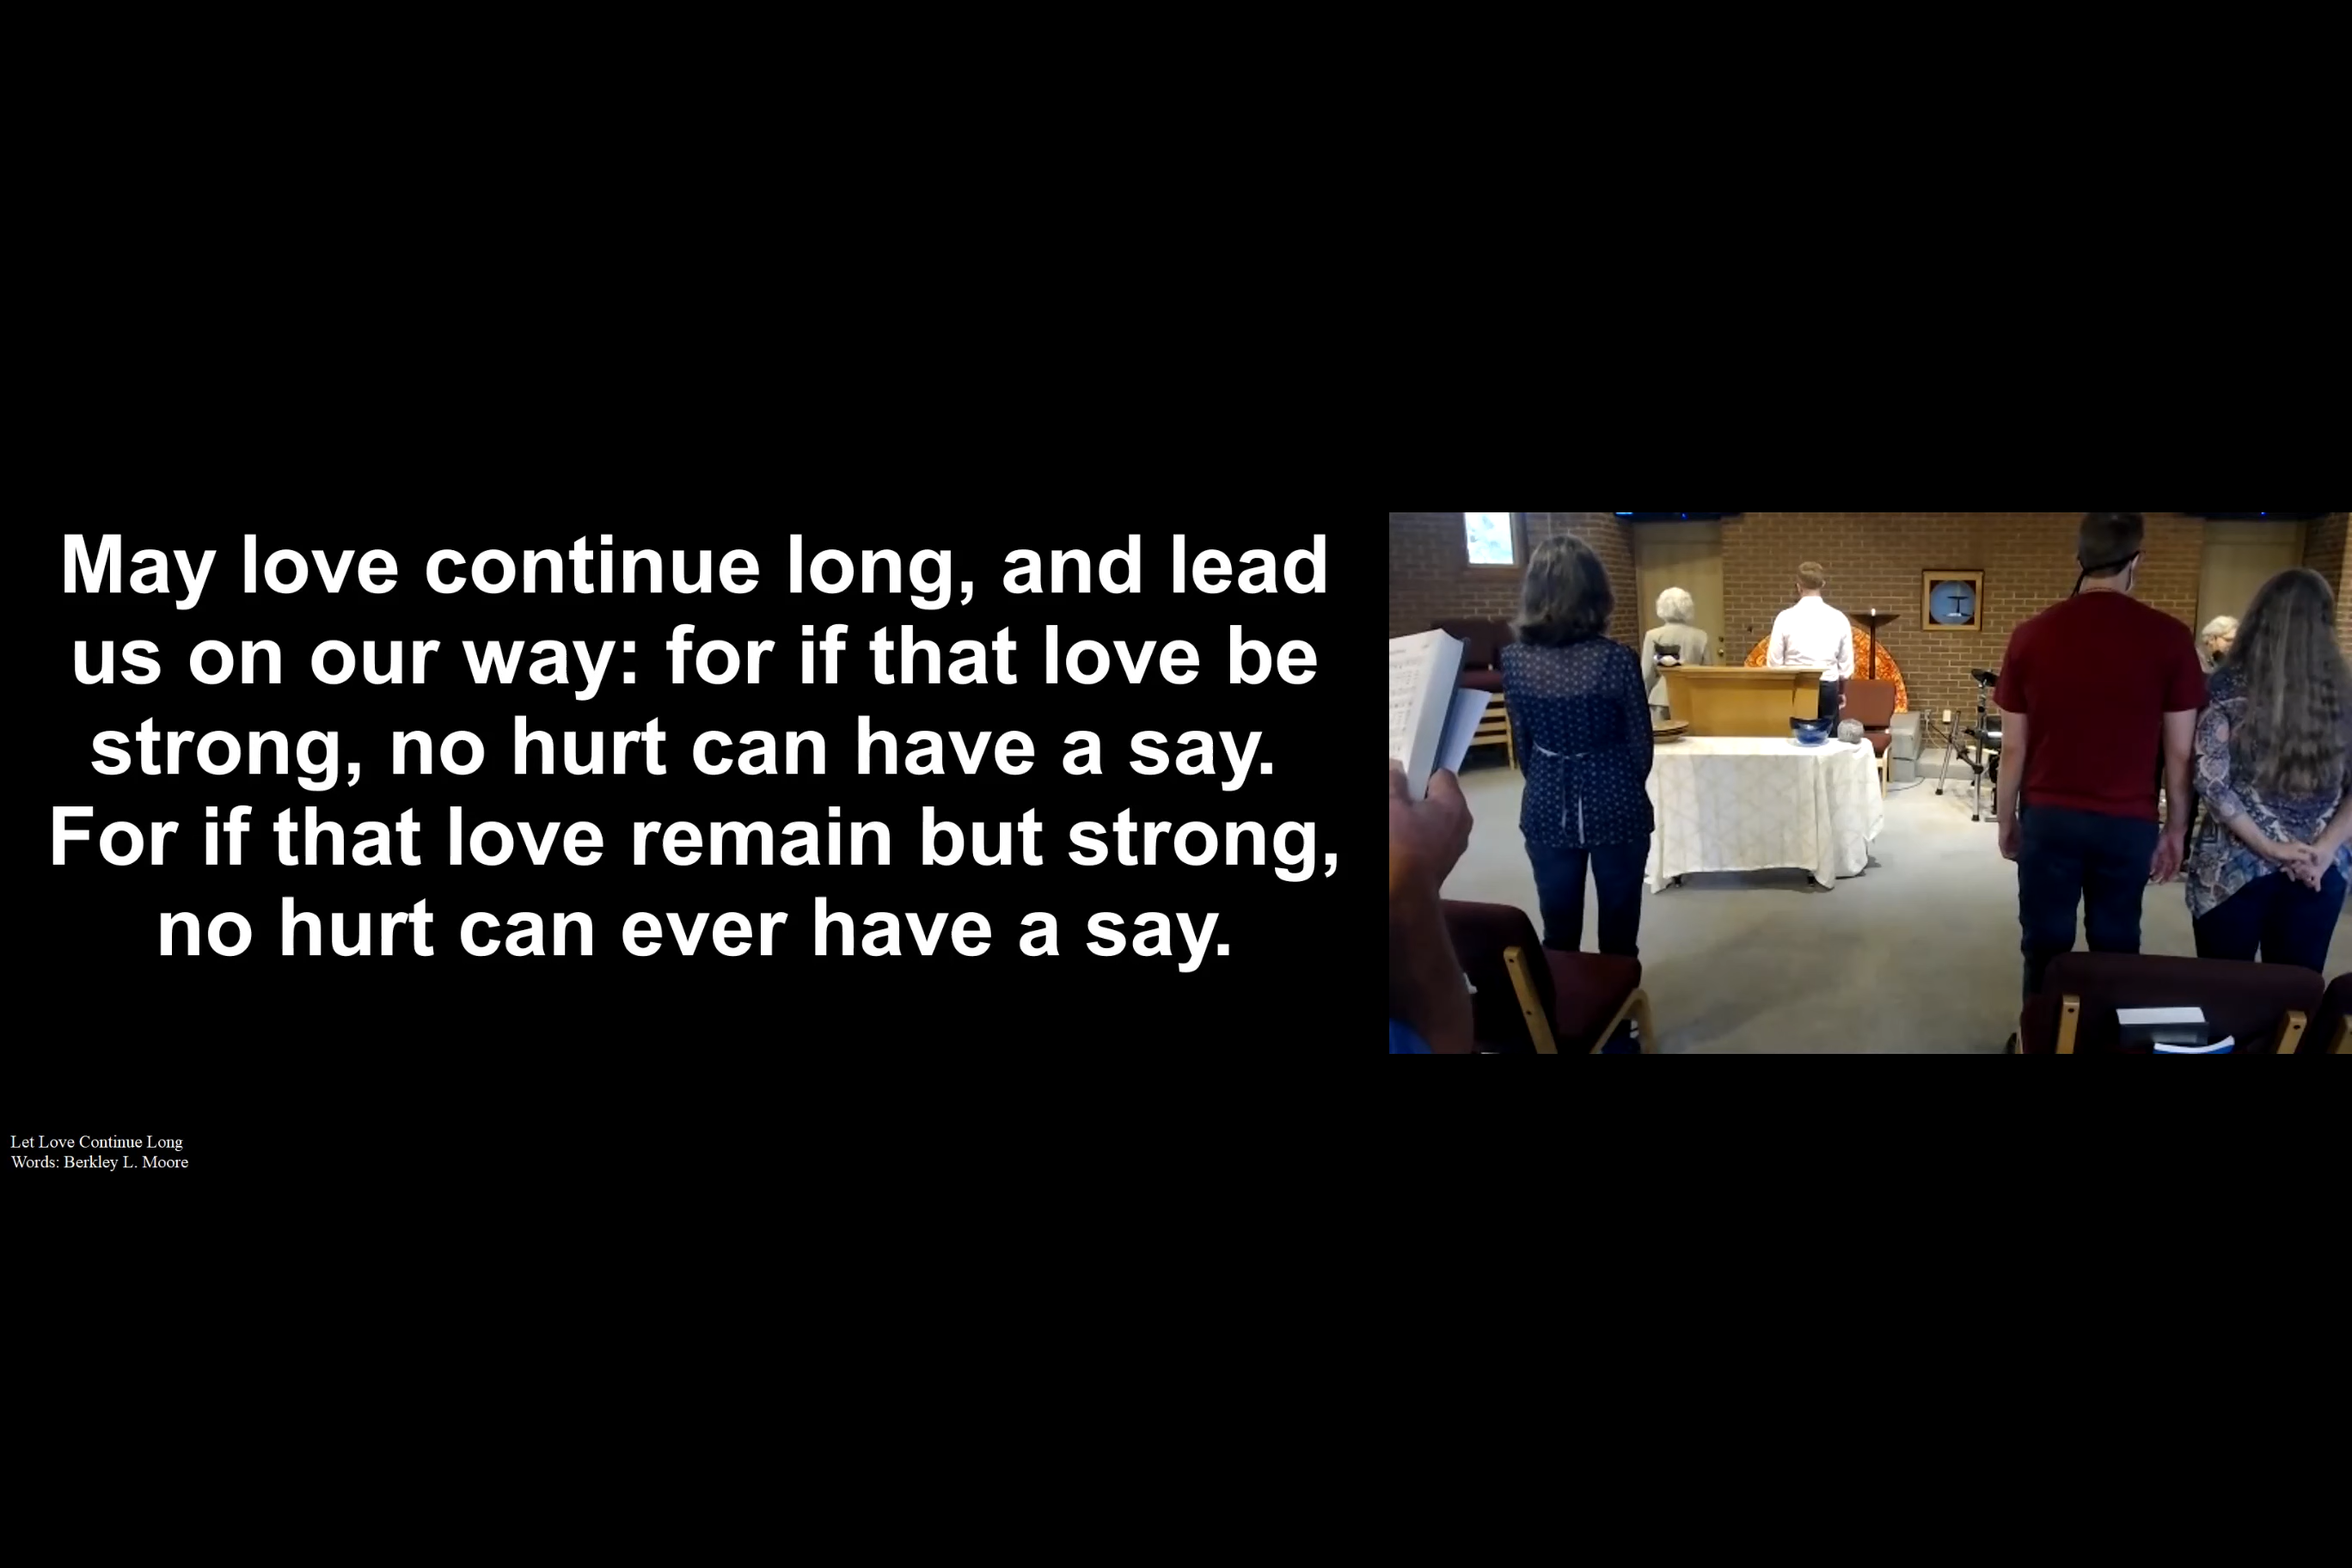 May love continue long, and lead
us on our way: for if that love be
strong, no hurt can have a say.
For if that love remain but strong,
no hurt can ever have a say.
Let Love Continue Long
Words: Berkley L. Moore